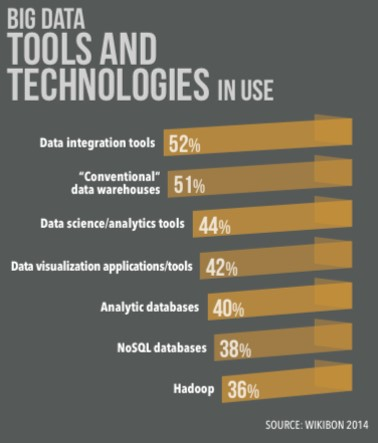 BIG DATA
TOOLS AND
TECHNOLOGIES IN USE
Data integration tools 52%
"Conventional"
data warehouses 51%
Data science/analytics tools 44%
Data visualization applications/tools 42%
Analytic databases 40%
NoSQL databases 38%
Hadoop 36%
SOURCE: WIKIBON 2014